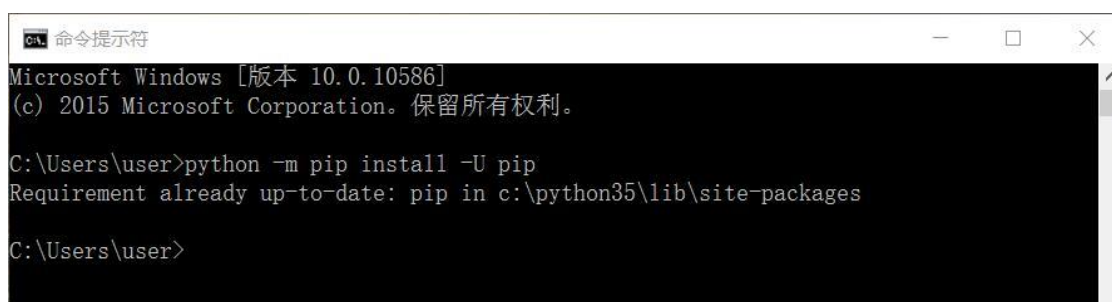 命令提示符
Microsoft Windows [版本 10.0.10586]
(c) 2015 Microsoft Corporation。保留所有权利。
C:\Users\user>python -m pip install -U pip
Requirement already up-to-date: pip in c:\python35\lib\site-packages
C:\Users\user>